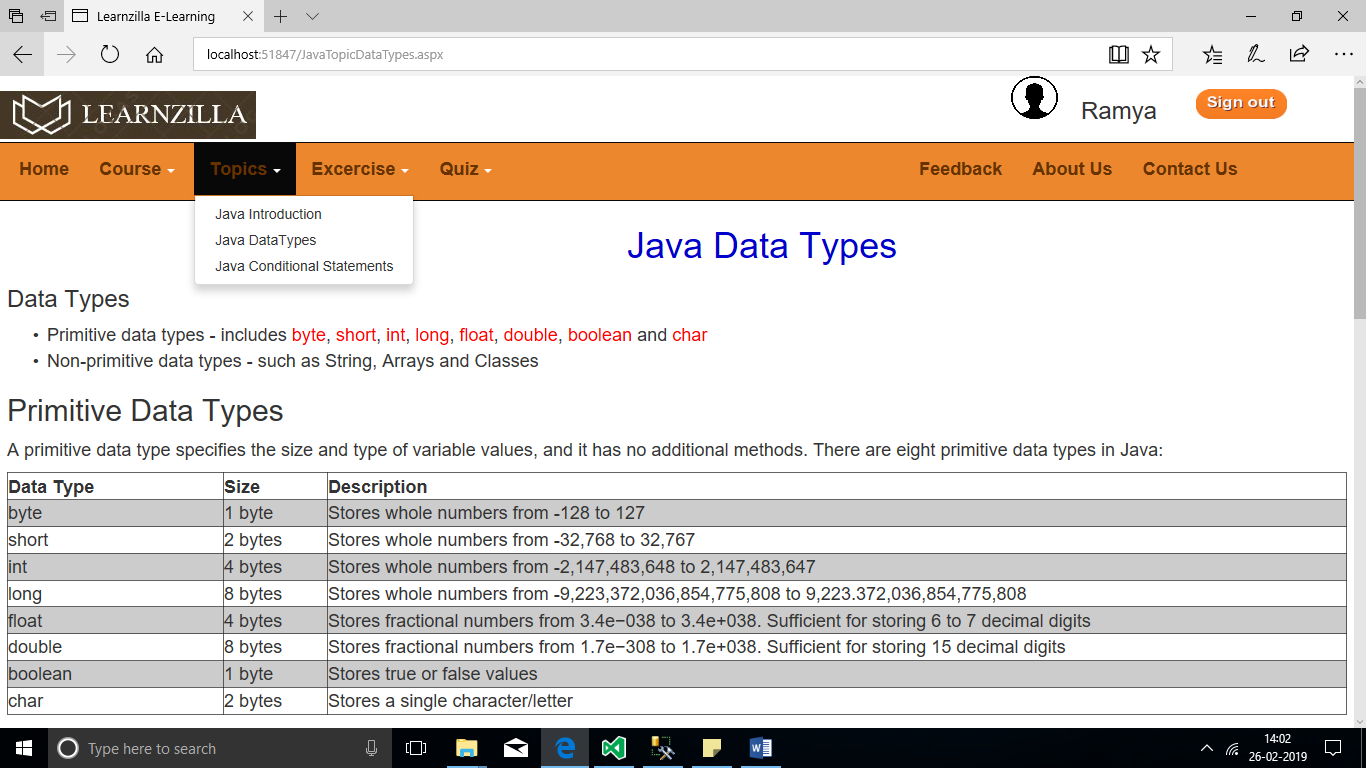 Learnzilla E-Learning
localhost:51847/JavaTopicDataTypes.aspx
LEARNZILLA
Ramya
Sign out
Home Course Topics Excercise Quiz Feedback About Us Contact Us
Java Introduction
Java DataTypes
Java Conditional Statements
Java Data Types
Data Types
• Primitive data types - includes byte, short, int, long, float, double, boolean and char
• Non-primitive data types - such as String, Arrays and Classes
Primitive Data Types
A primitive data type specifies the size and type of variable values, and it has no additional methods. There are eight primitive data types in Java:
Data Type Size Description
byte 1 byte Stores whole numbers from -128 to 127
short 2 bytes Stores whole numbers from -32,768 to 32,767
int 4 bytes Stores whole numbers from -2,147,483,648 to 2,147,483,647
long 8 bytes Stores whole numbers from -9,223,372,036,854,775,808 to 9,223.372,036,854,775,808
float 4 bytes Stores fractional numbers from 3.4e−038 to 3.4e+038. Sufficient for storing 6 to 7 decimal digits
double 8 bytes Stores fractional numbers from 1.7e−308 to 1.7e+038. Sufficient for storing 15 decimal digits
boolean 1 byte Stores true or false values
char 2 bytes Stores a single character/letter
Type here to search
14:02
26-02-2019